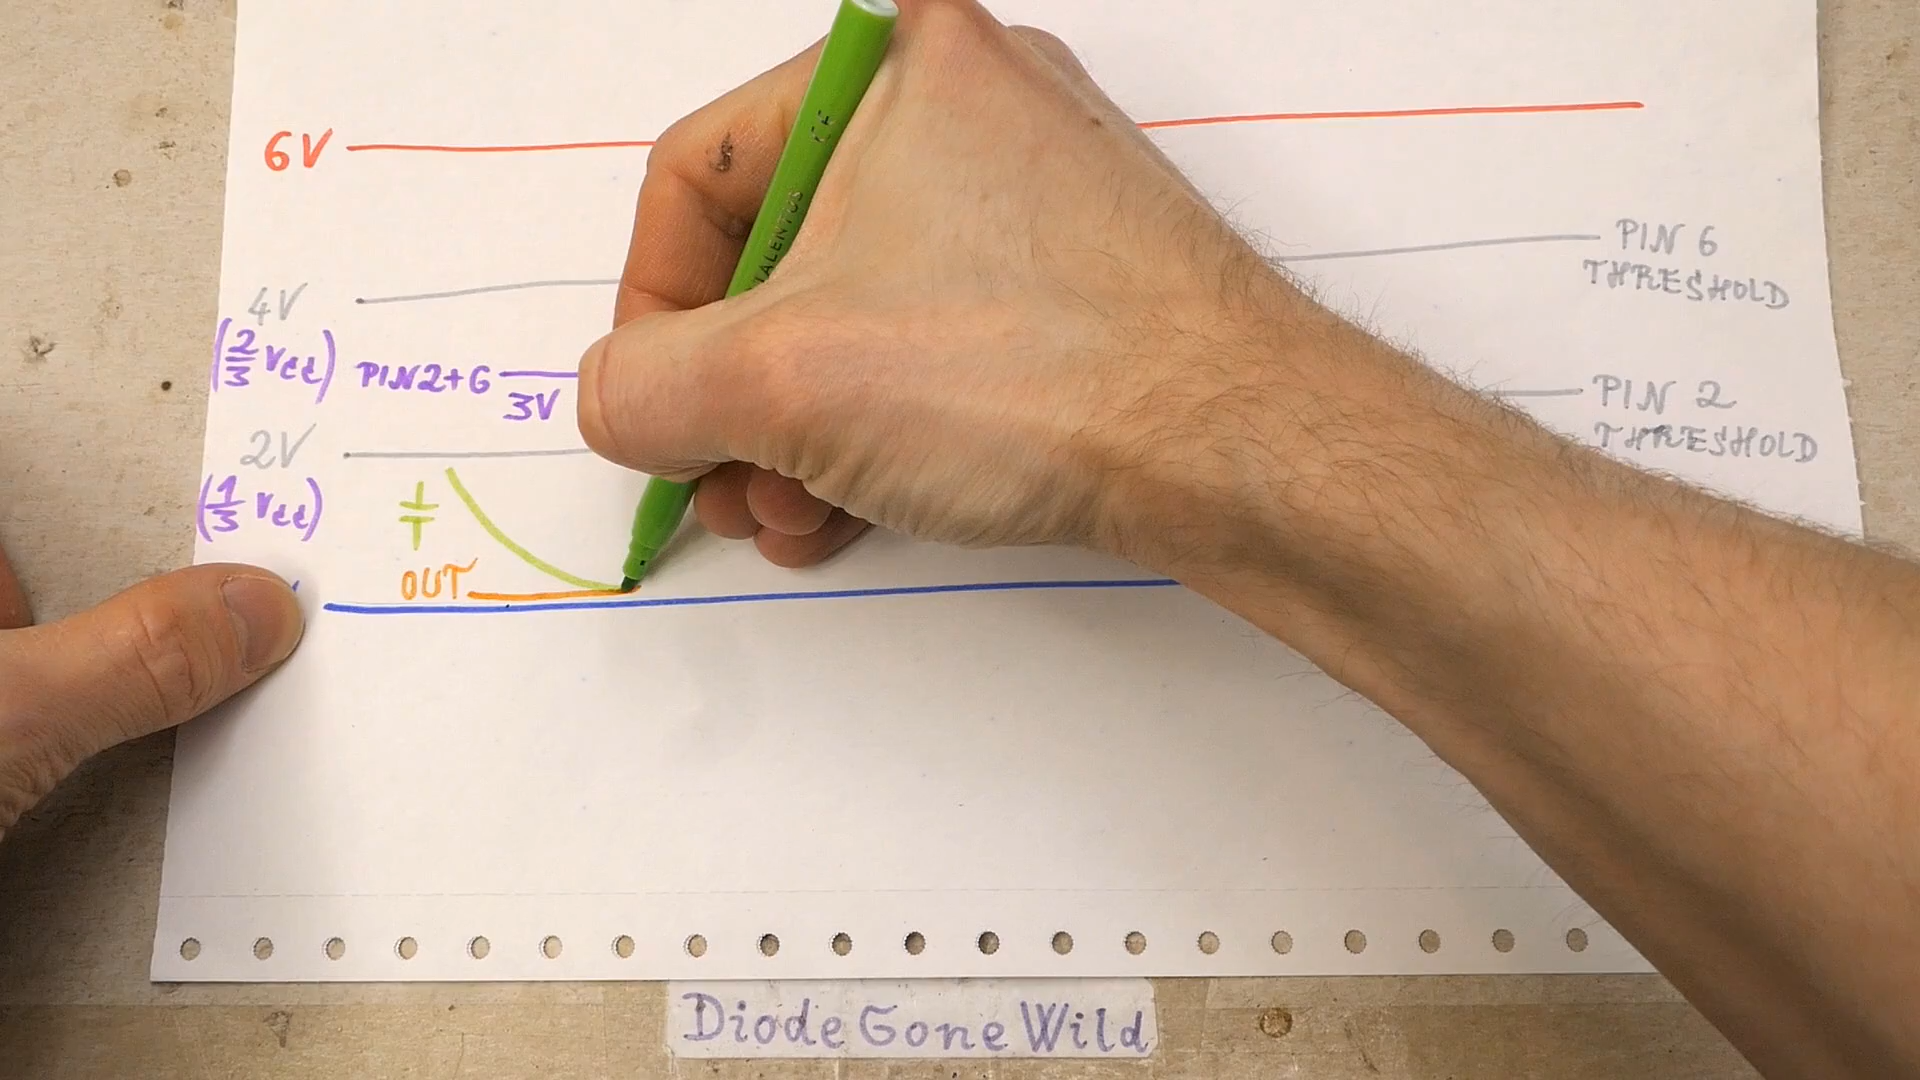 6V
4V
(2/3 Vcc)
PIN2+6
3V
2V
(1/3 Vcc)
OUT
PIN 6
THRESHOLD
PIN 2
THRESHOLD
TALENTUS
Diode Gone Wild